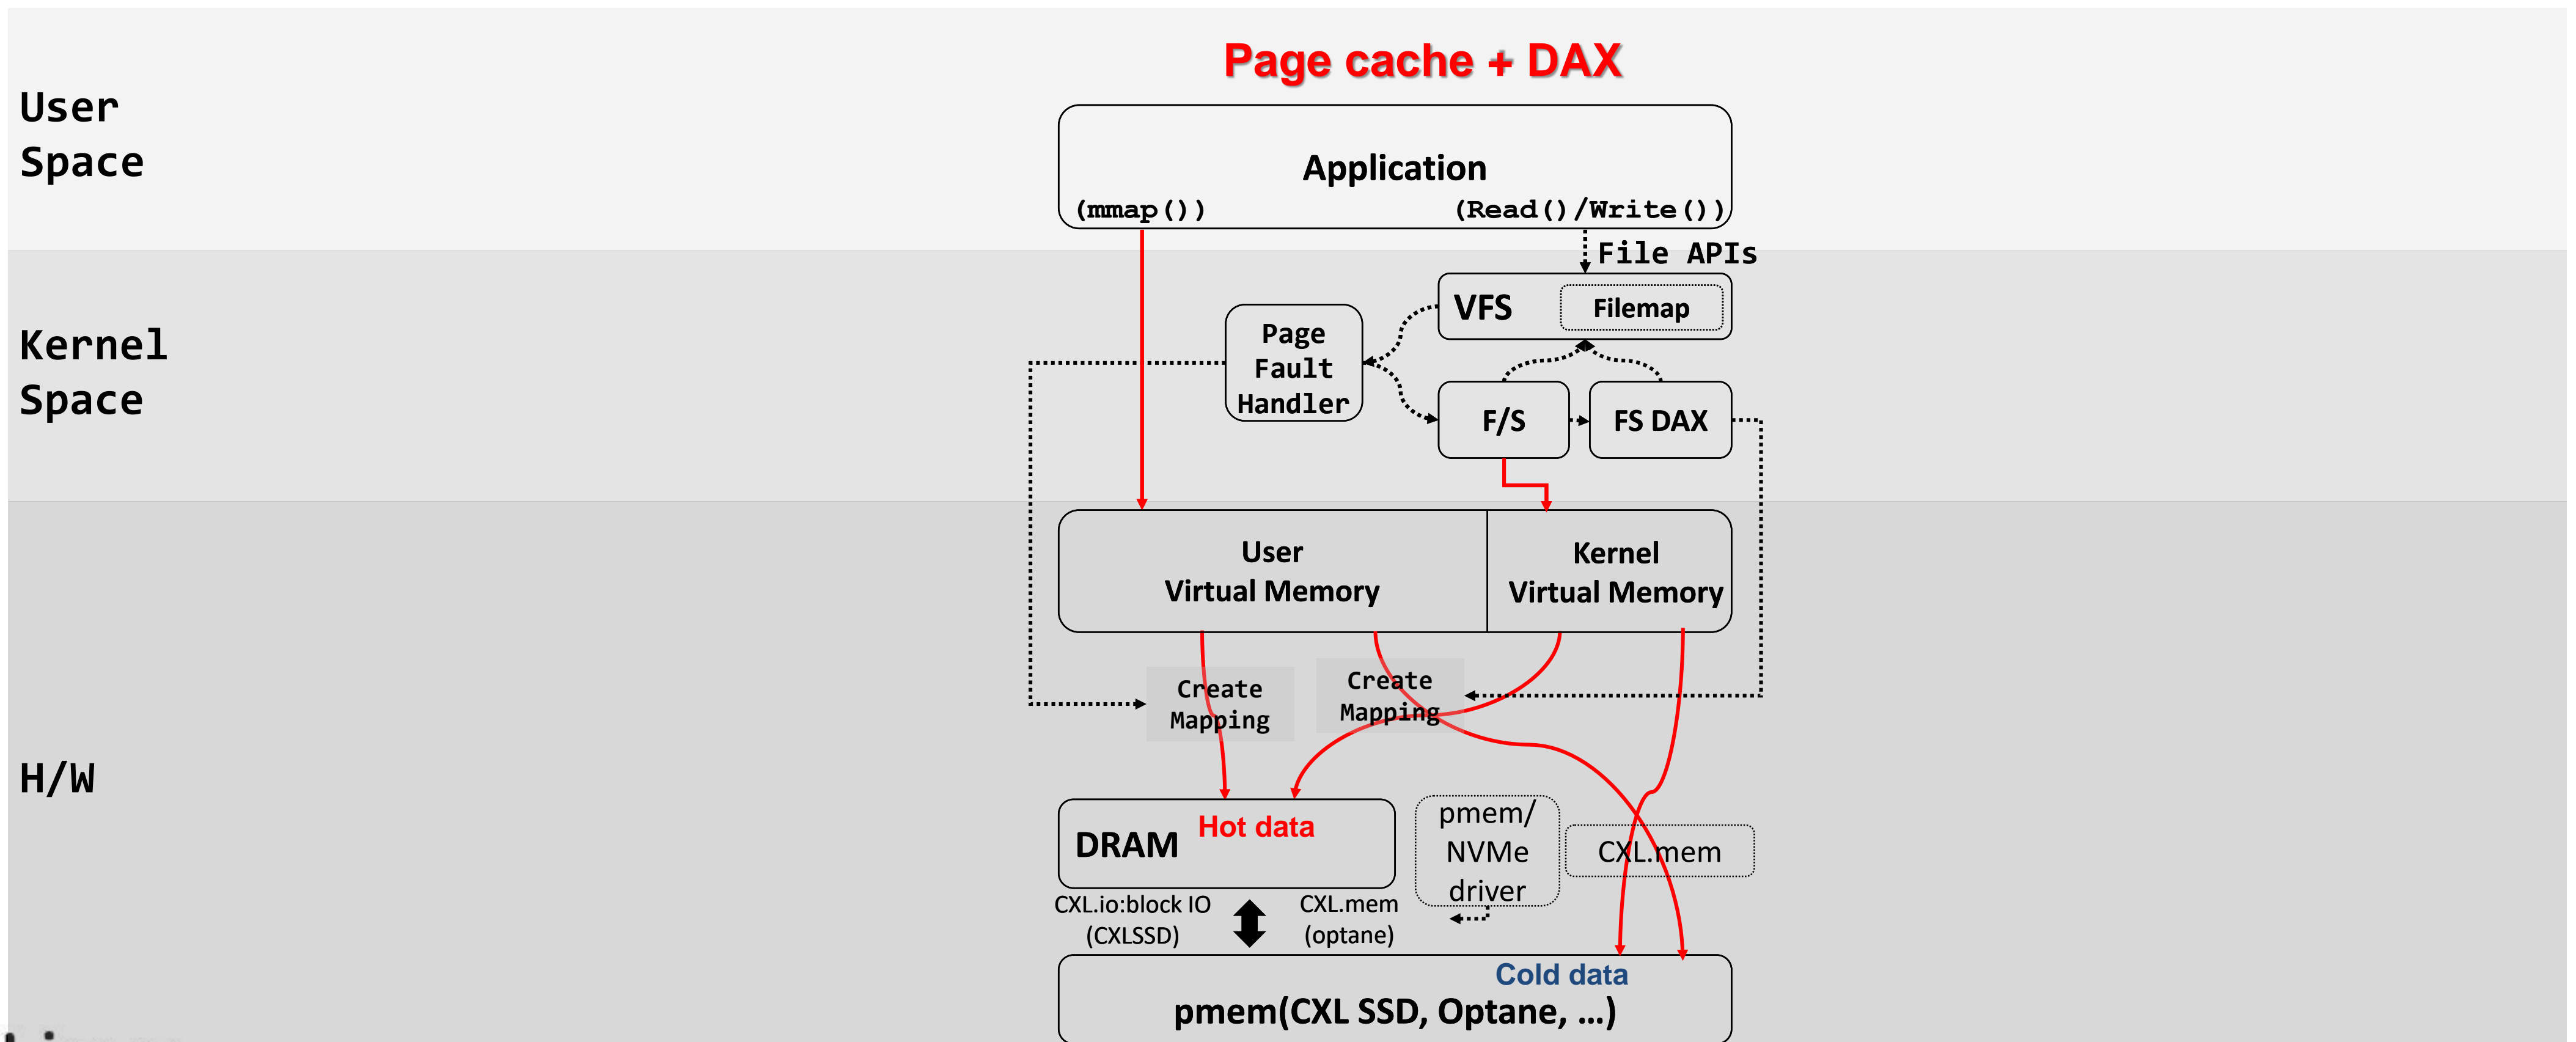 Page cache + DAX
User
Space
Application
(mmap())
(Read()/Write())
File APIs
Kernel
Space
VFS
Filemap
Page
Fault
Handler
F/S
FS DAX
H/W
User
Virtual Memory
Kernel
Virtual Memory
Create
Mapping
Create
Mapping
DRAM
Hot data
pmem/
NVMe
driver
CXL.mem
CXL.io:block IO
(CXLSSD)
CXL.mem
(optane)
Cold data
pmem(CXL SSD, Optane, ...)